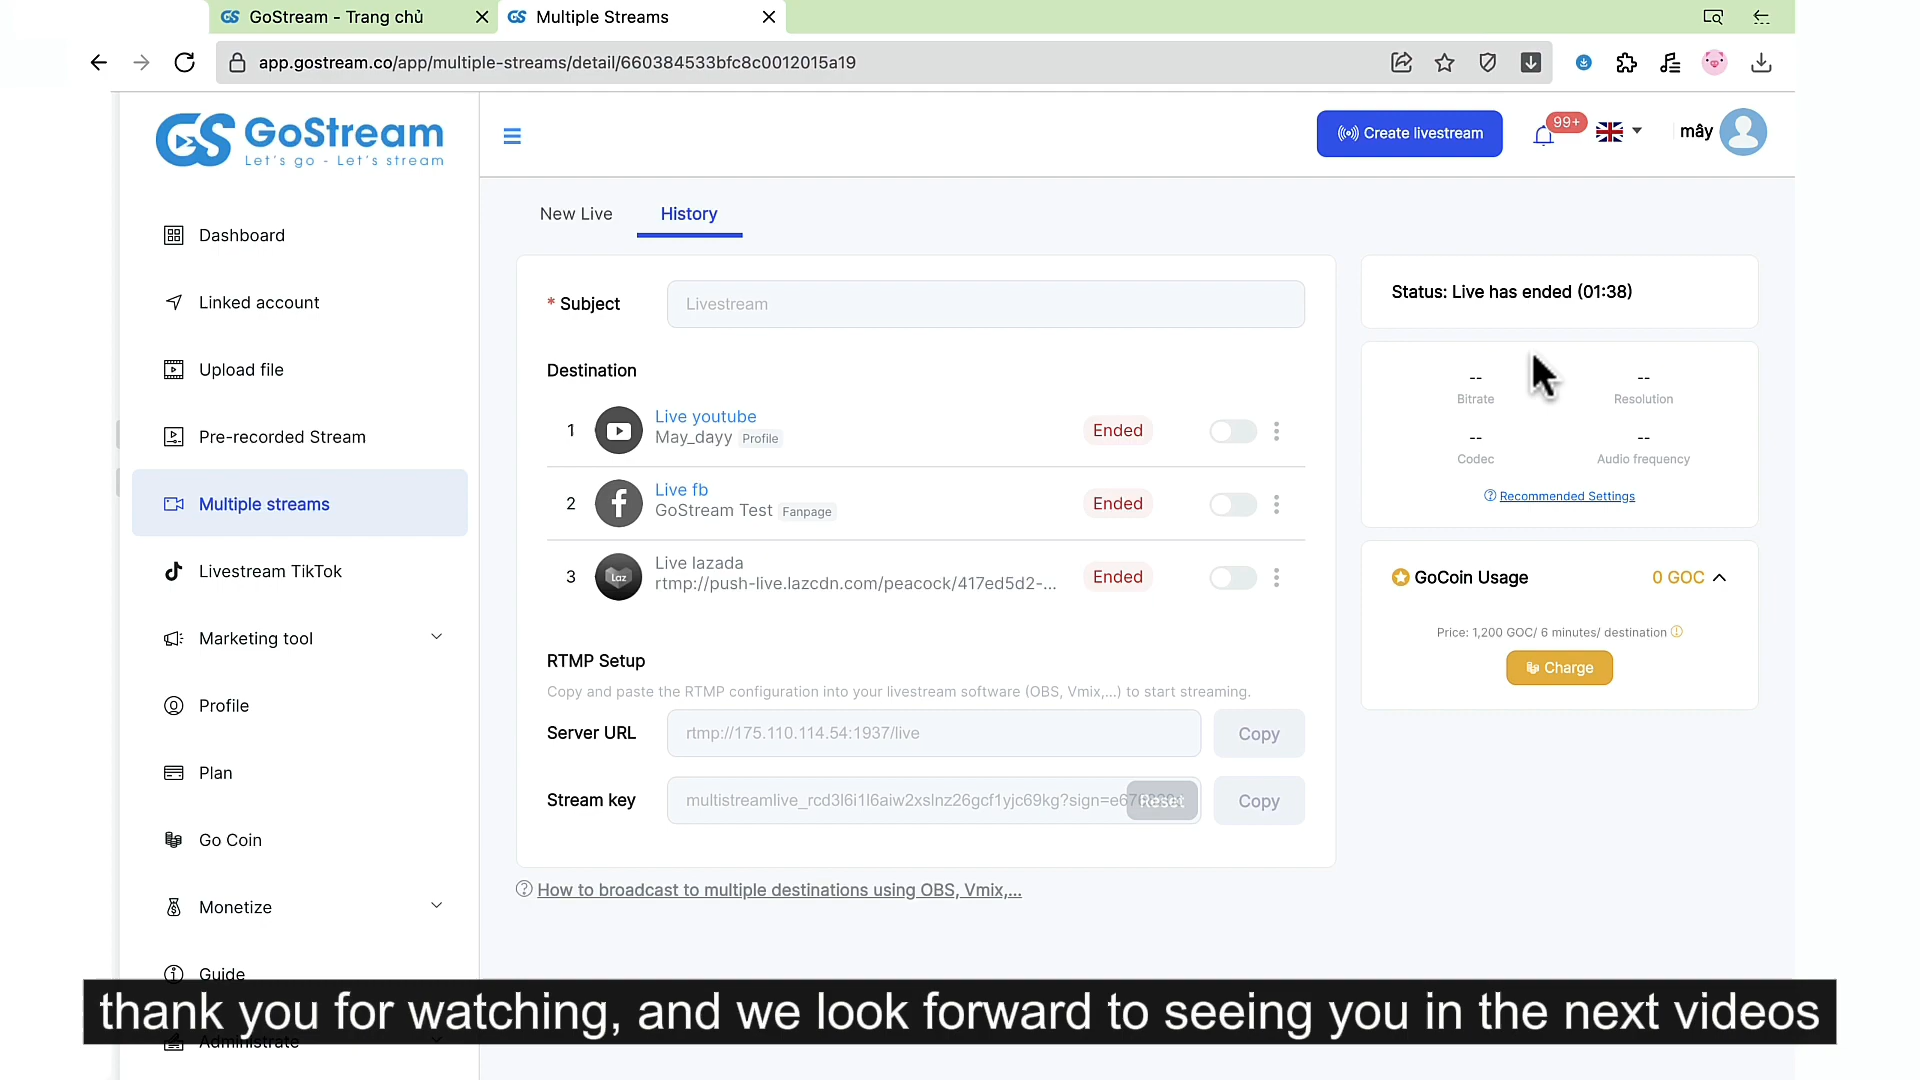 GoStream - Trang chủ
Multiple Streams
app.gostream.co/app/multiple-streams/detail/660384533bfc8c0012015a19
GS GoStream
Let's go - Let's stream
Create livestream
99+
mây
Dashboard
Linked account
Upload file
Pre-recorded Stream
Multiple streams
Livestream TikTok
Marketing tool
Profile
Plan
Go Coin
Monetize
Guide
Administrate
New Live
History
* Subject
Livestream
Destination
1
Live youtube
May_dayy Profile
Ended
2
Live fb
GoStream Test Fanpage
Ended
3
Laz
Live lazada
rtmp://push-live.lazcdn.com/peacock/417ed5d2-...
Ended
RTMP Setup
Copy and paste the RTMP configuration into your livestream software (OBS, Vmix,...) to start streaming.
Server URL
rtmp://175.110.114.54:1937/live
Copy
Stream key
Reset
Copy
How to broadcast to multiple destinations using OBS, Vmix,...
Status: Live has ended (01:38)
--
Bitrate
--
Resolution
--
Codec
--
Audio frequency
Recommended Settings
GoCoin Usage
0 GOC
Price: 1,200 GOC/ 6 minutes/ destination
Charge
thank you for watching, and we look forward to seeing you in the next videos